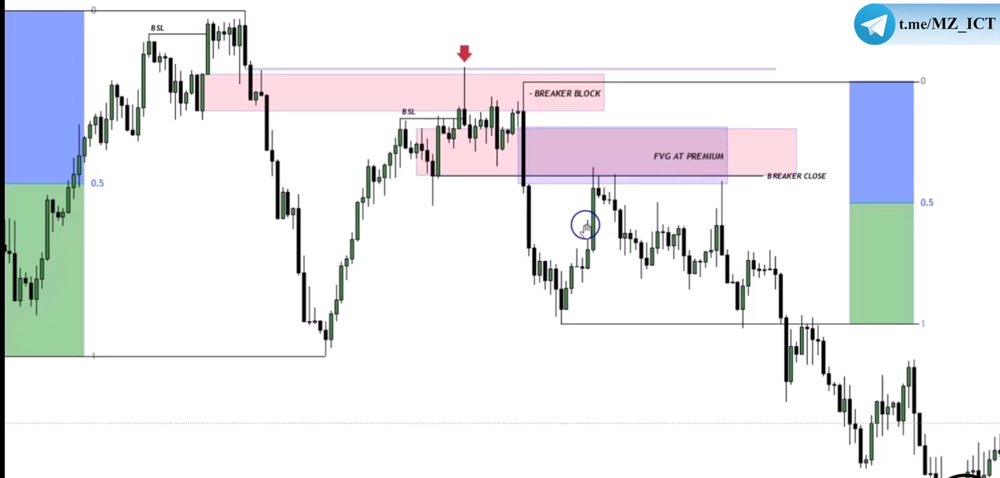 t.me/MZ_ICT
0
BSL
- BREAKER BLOCK
0
BSL
FVG AT PREMIUM
BREAKER CLOSE
0.5
0.5
1
1